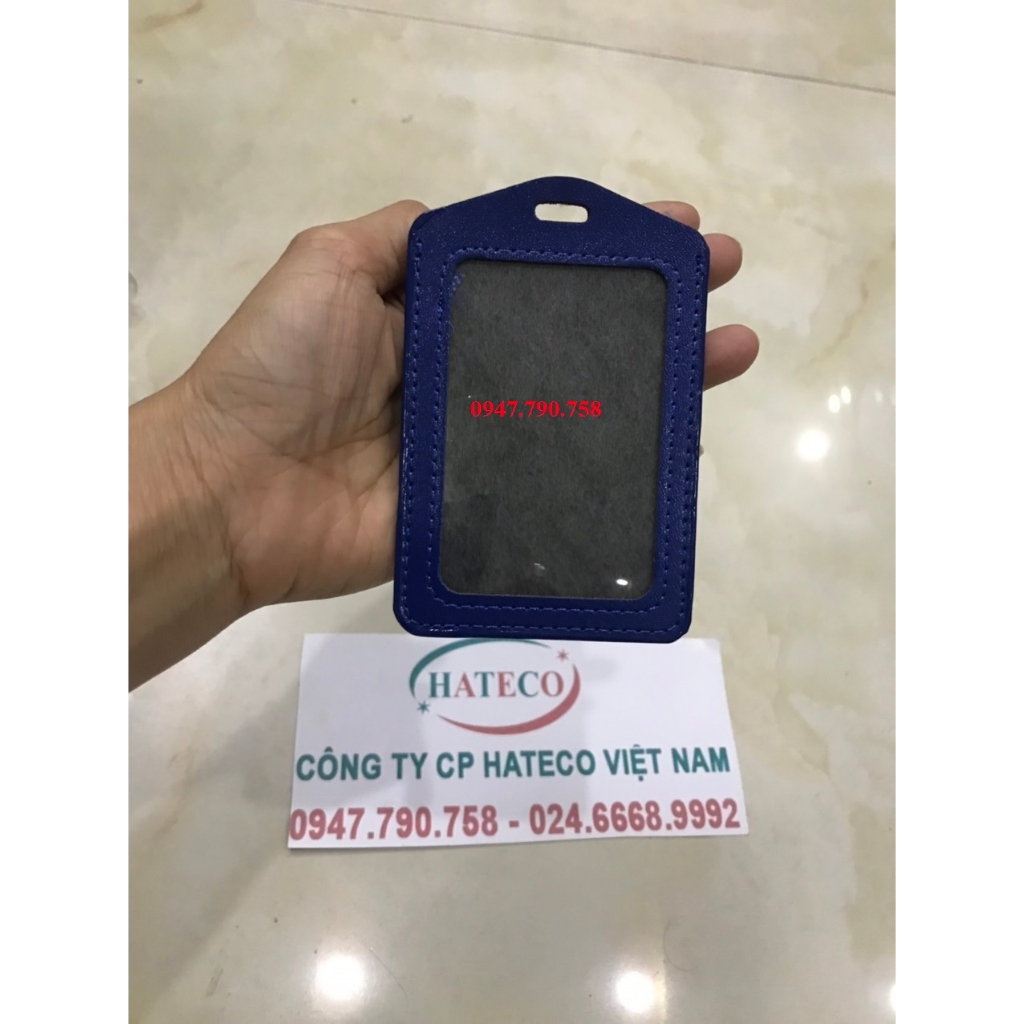 0947.790.758
HATECO
CÔNG TY CP HATECO VIỆT NAM
0947.790.758 - 024.6668.9992